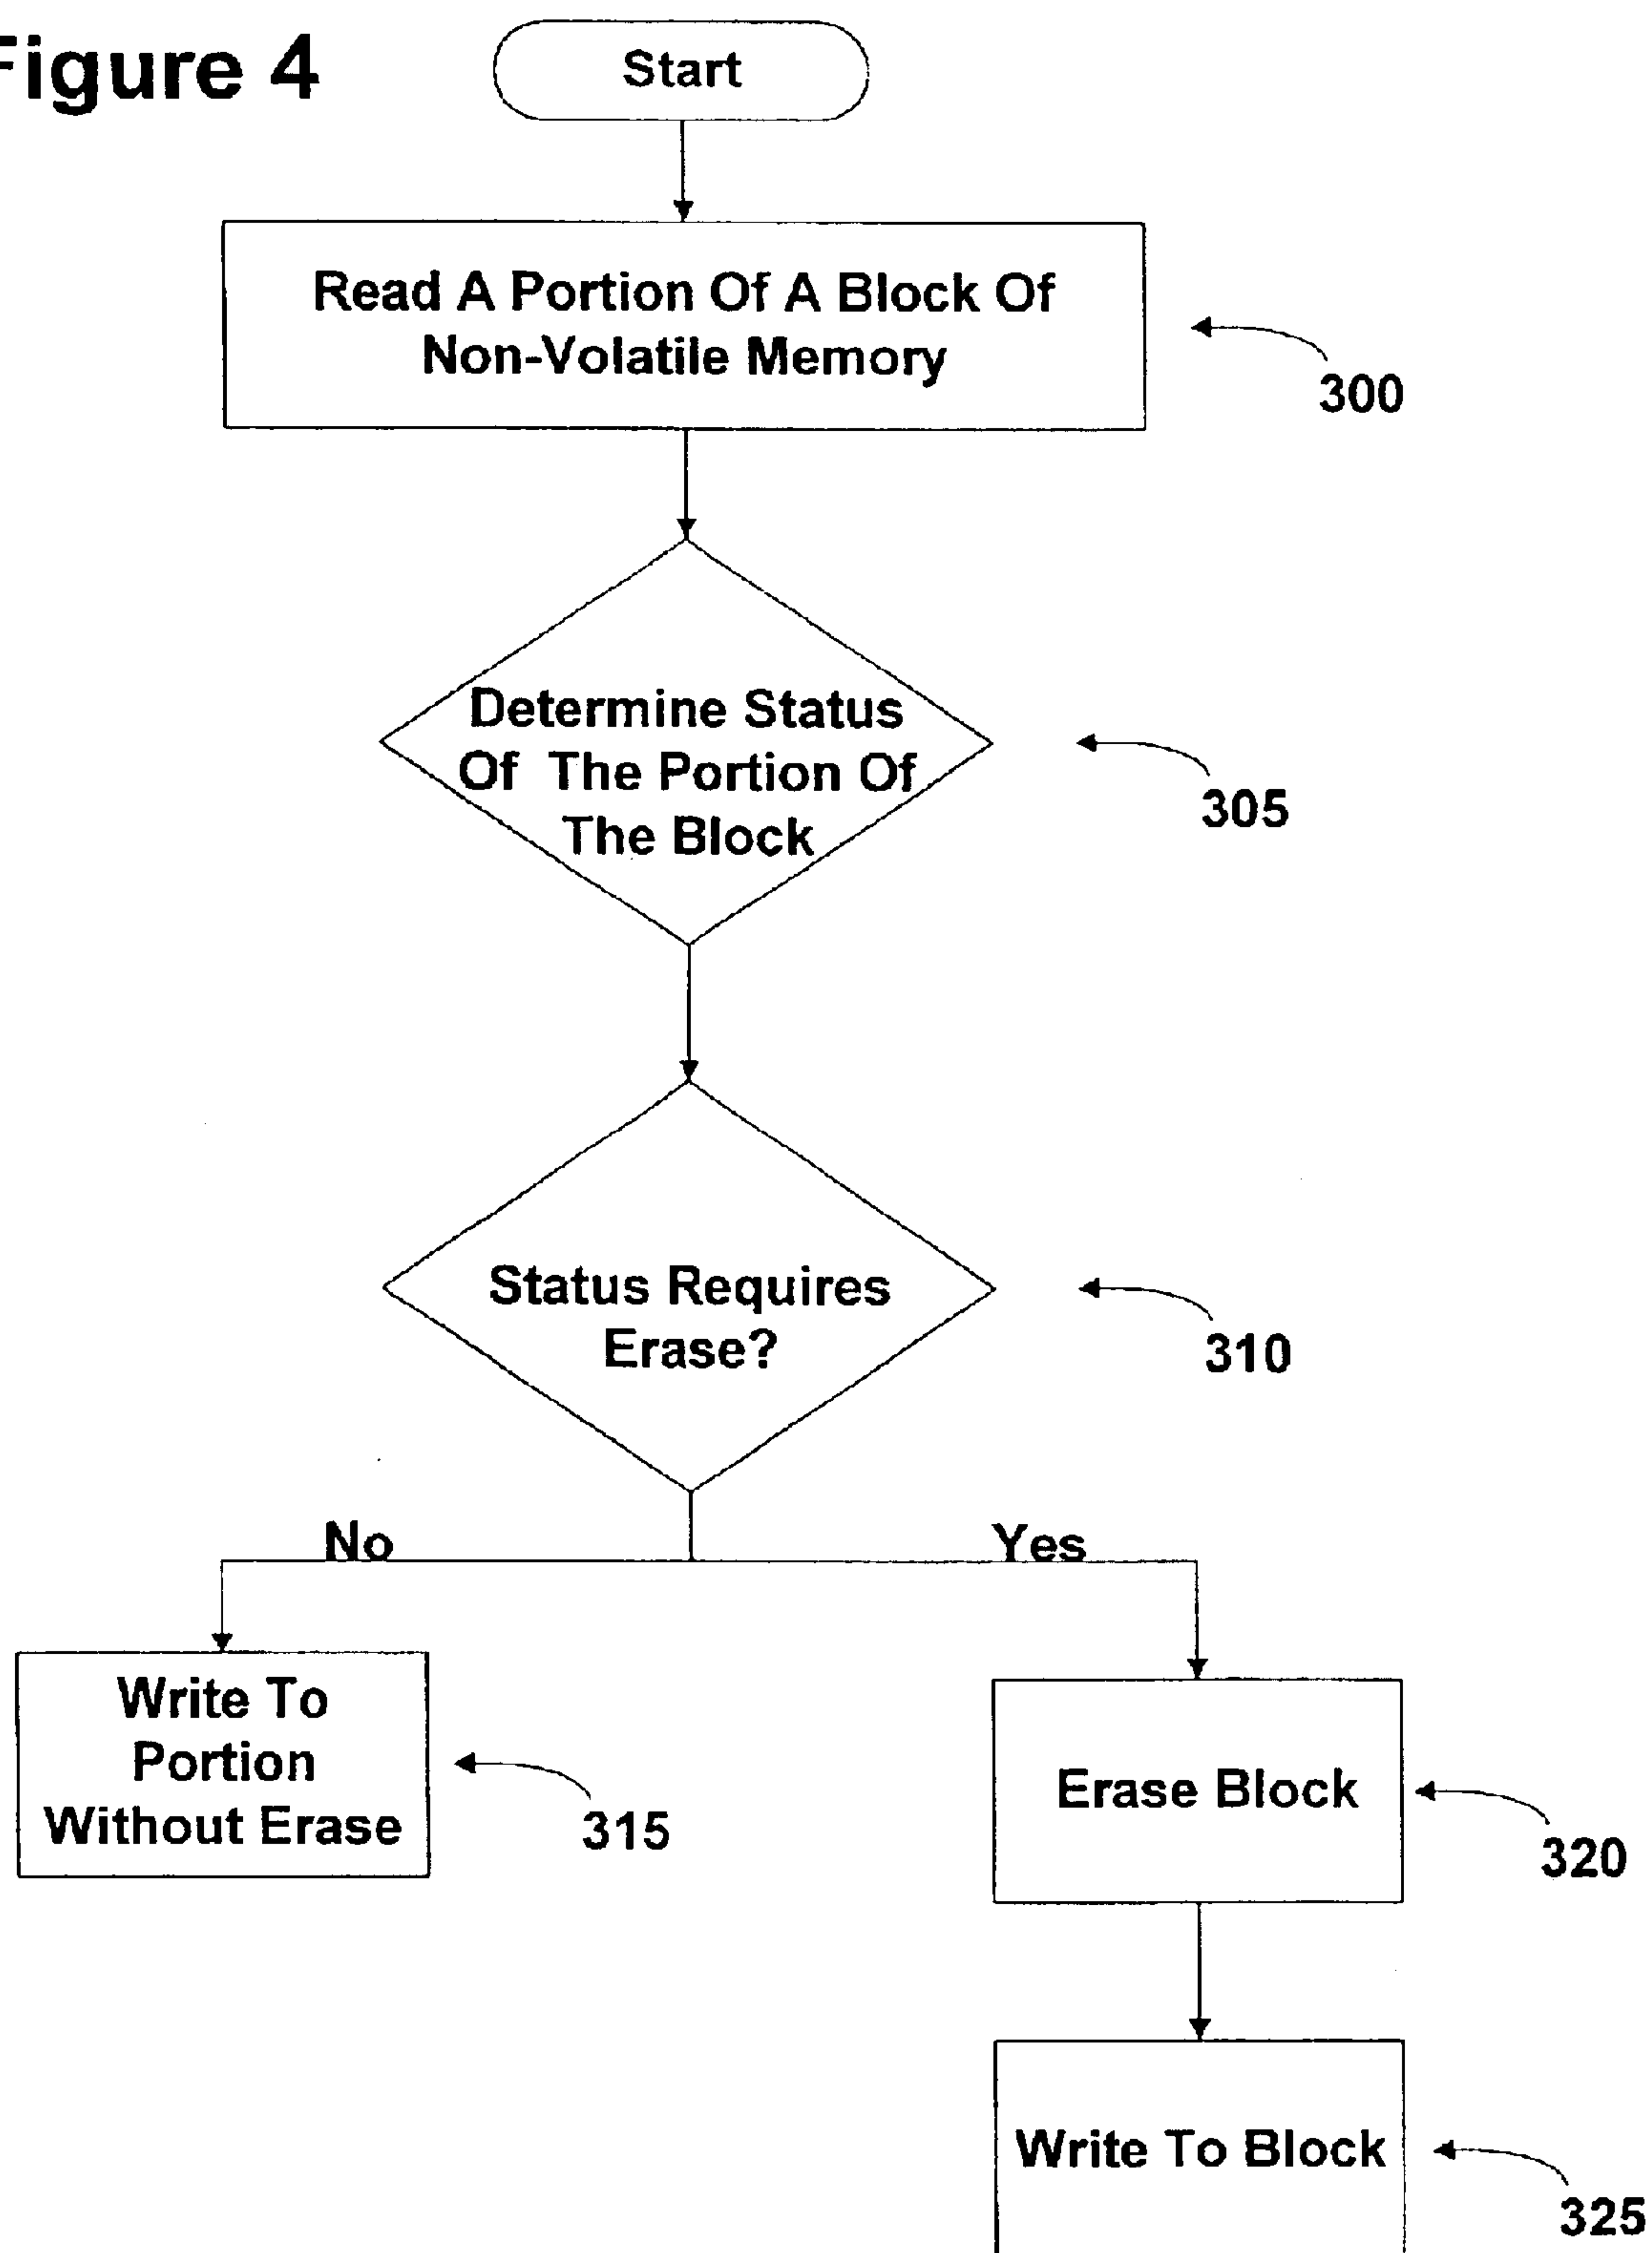 Figure 4
Start
Read A Portion Of A Block Of
Non-Volatile Memory
300
Determine Status
Of The Portion Of
The Block
305
Status Requires
Erase?
310
No
Yes
Write To
Portion
Without Erase
315
Erase Block
320
Write To Block
325